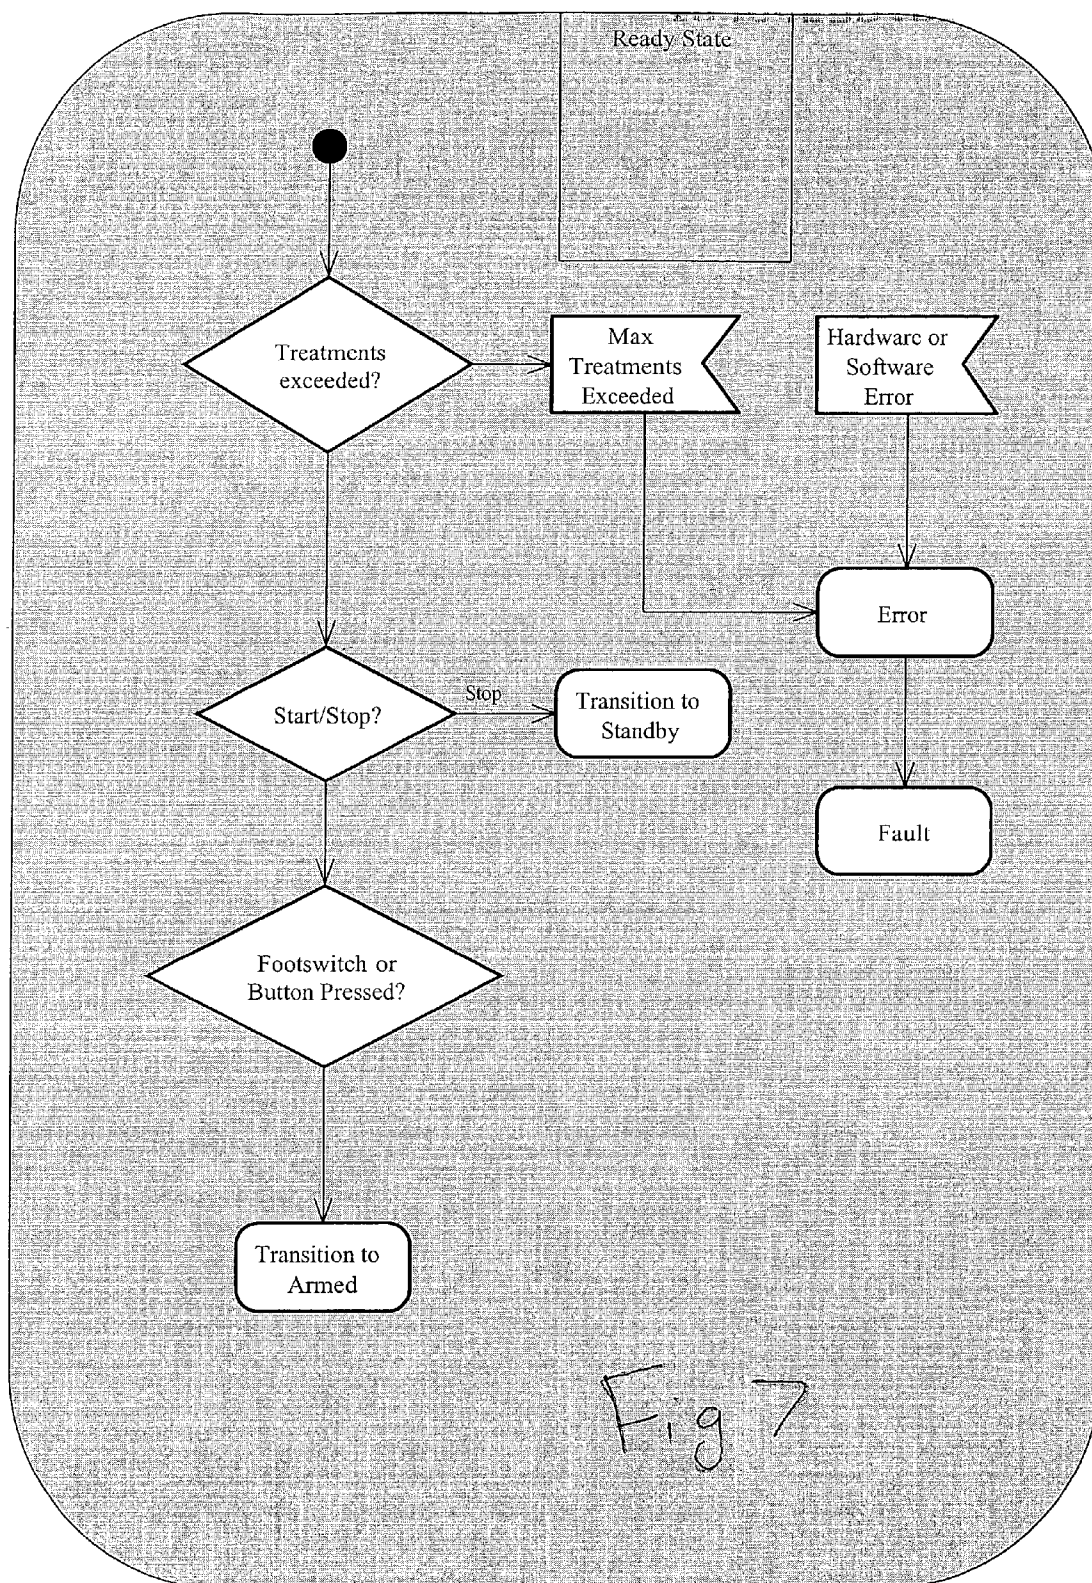 Ready State
Treatments
exceeded?
Max
Treatments
Exceeded
Hardware or
Software
Error
Error
Start/Stop?
Stop
Transition to
Standby
Fault
Footswitch or
Button Pressed?
Transition to
Armed
Fig 7